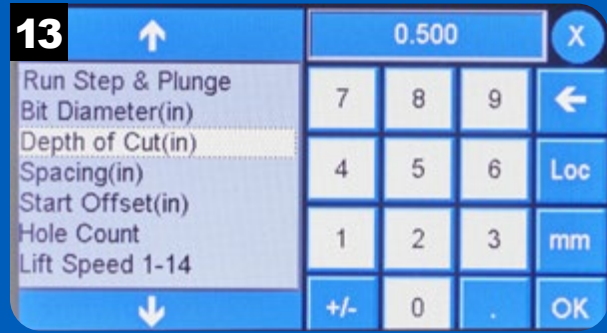 13
0.500
X
Run Step & Plunge
Bit Diameter(in)
Depth of Cut(in)
Spacing(in)
Start Offset(in)
Hole Count
Lift Speed 1-14
7 8 9
4 5 6 Loc
1 2 3 mm
+/- 0 . OK